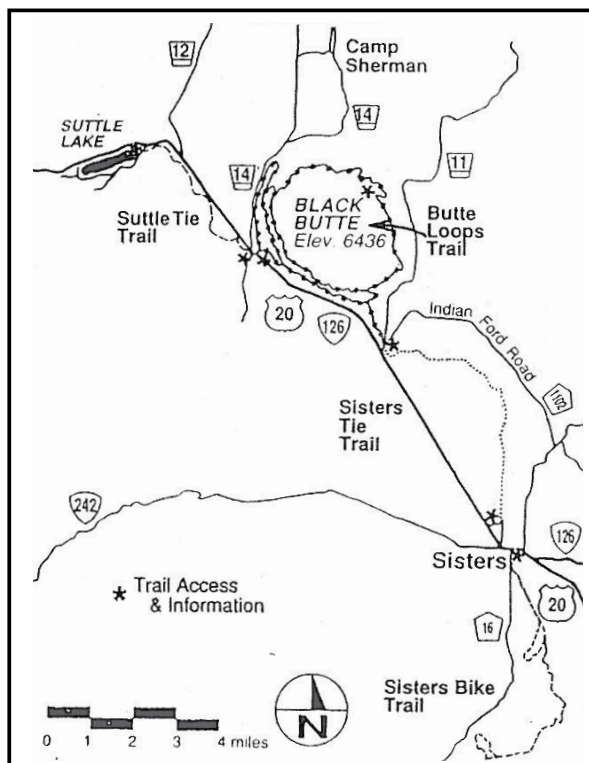 12
Camp
Sherman
14
SUTTLE
LAKE
14
11
Suttle Tie
Trail
BLACK
BUTTE
Elev. 6436
Butte
Loops
Trail
20
126
Indian Ford Road
1102
Sisters
Tie
Trail
242
Sisters
126
20
* Trail Access
& Information
16
Sisters Bike
Trail
N
0 1 2 3 4 miles